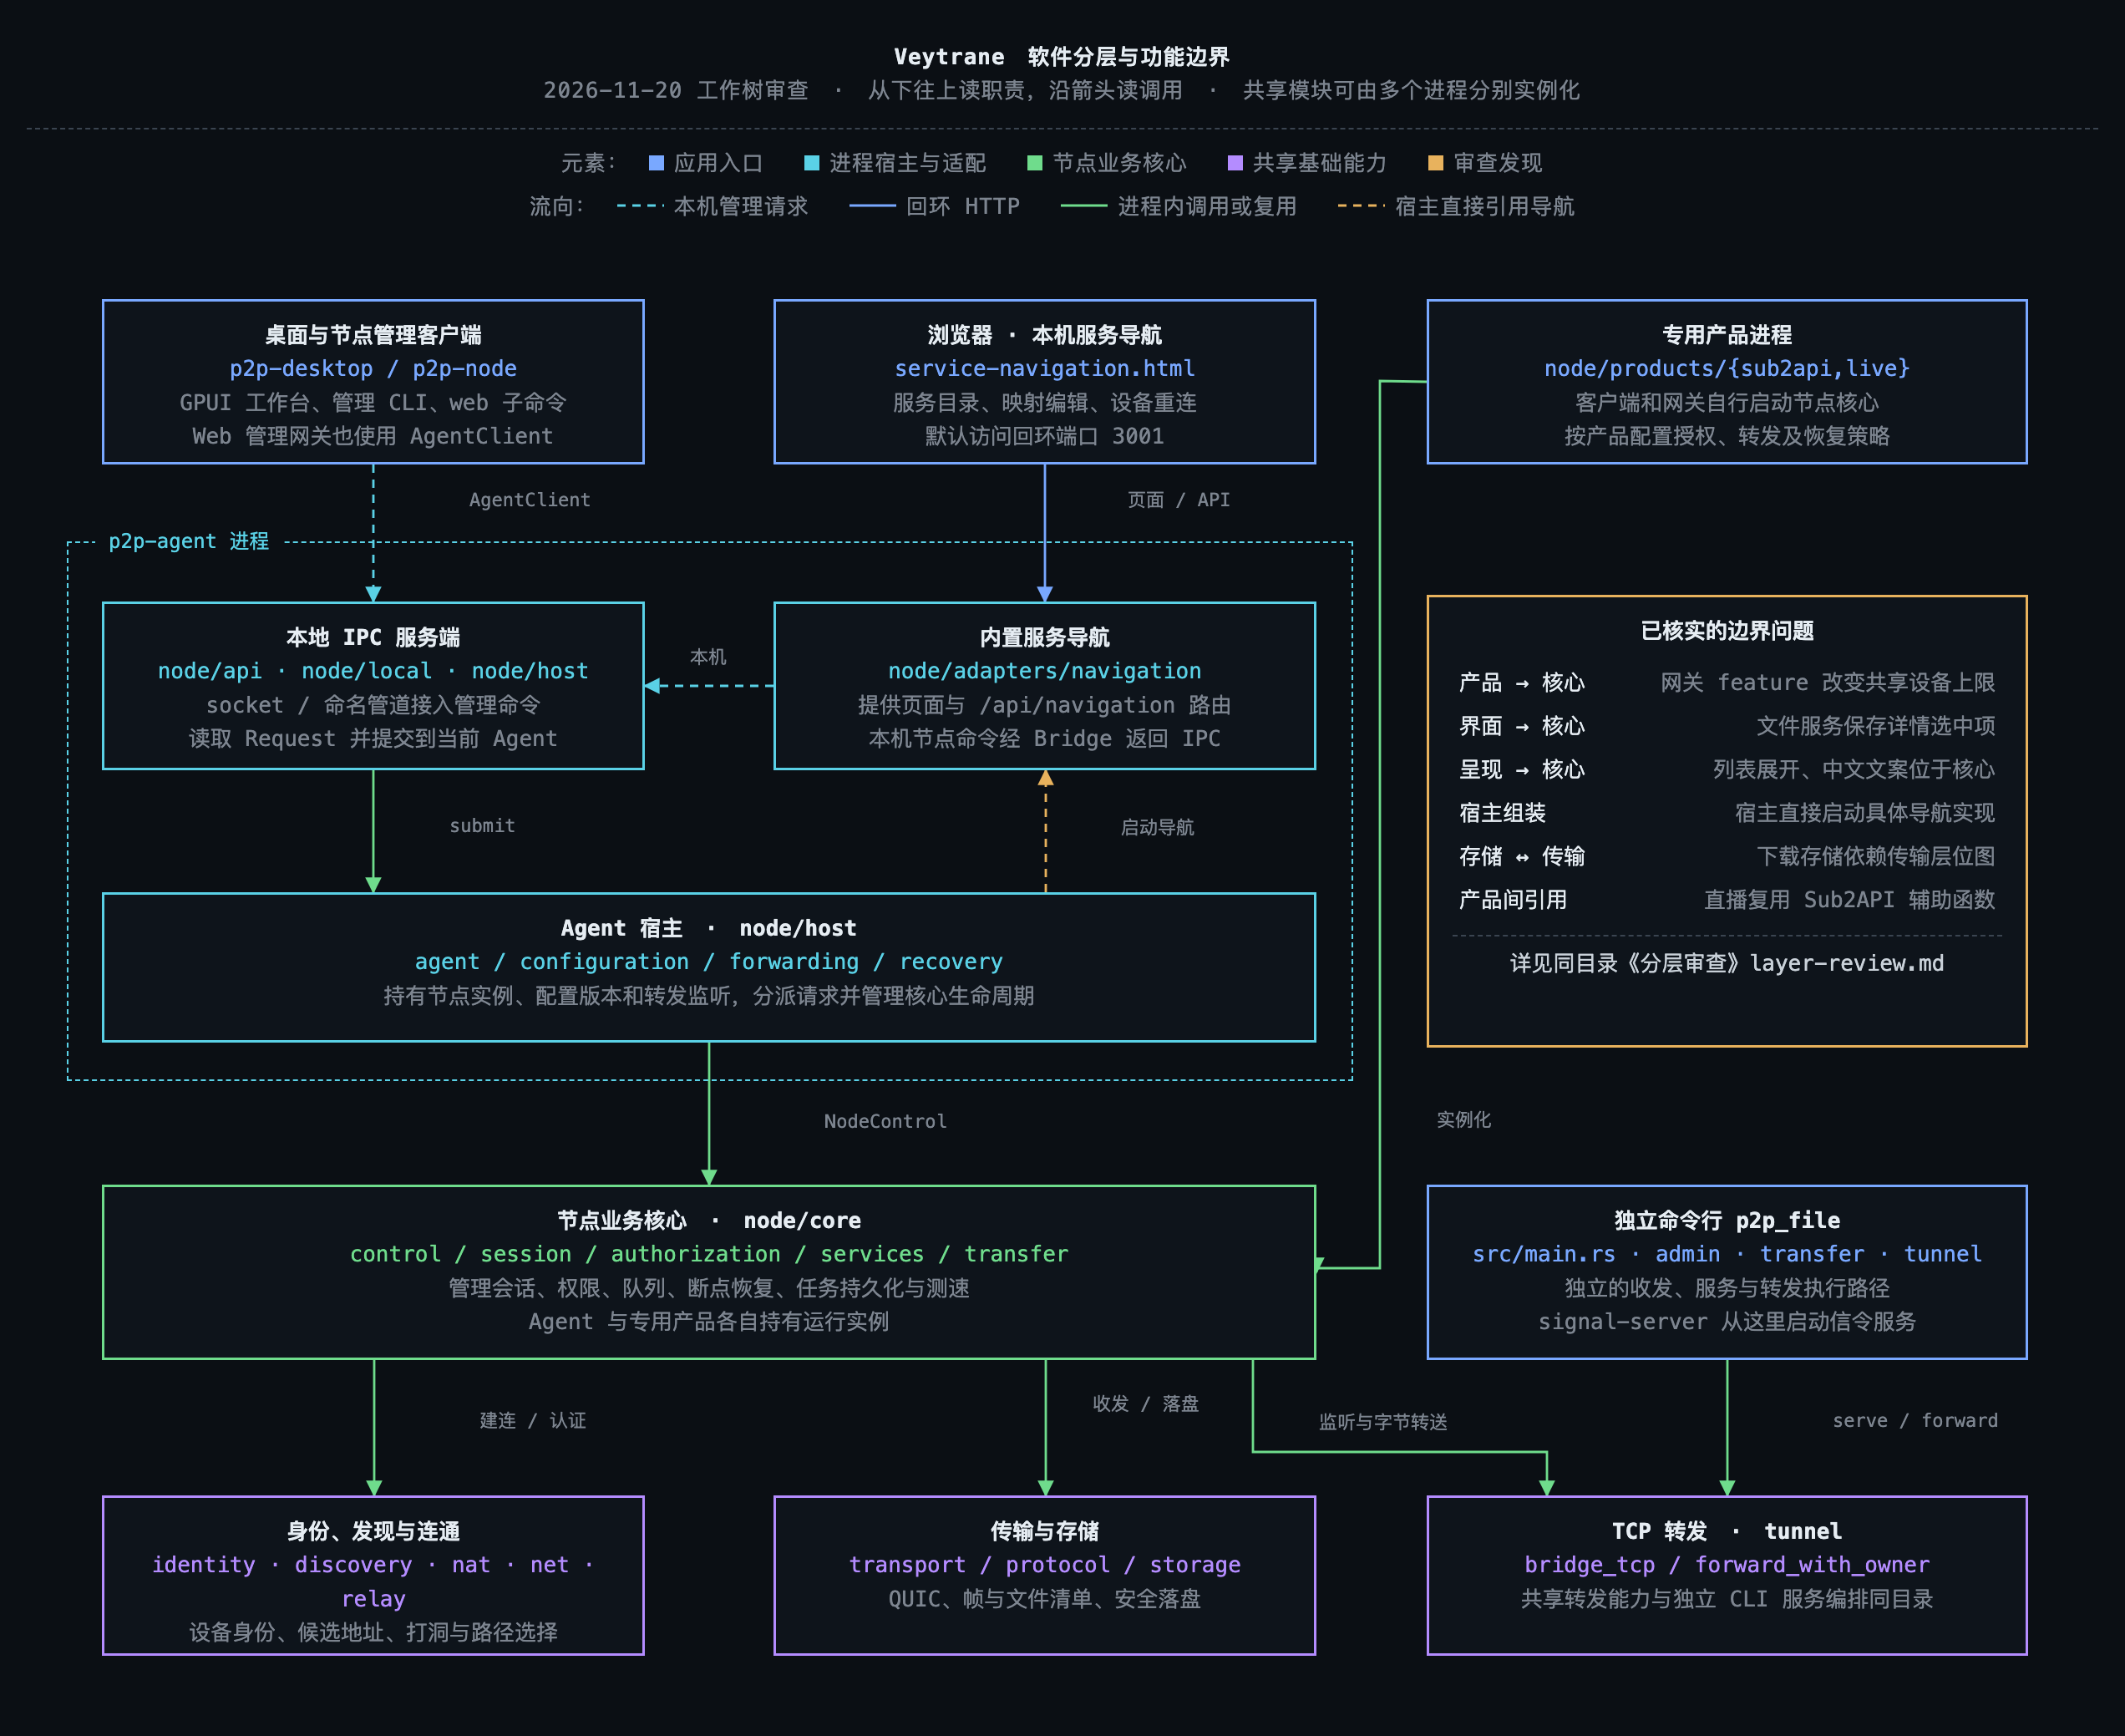 Veytrane 软件分层与功能边界
2026-11-20 工作树审查 · 从下往上读职责，沿箭头读调用 · 共享模块可由多个进程分别实例化
元素： 应用入口 进程宿主与适配 节点业务核心 共享基础能力 审查发现
流向： 本机管理请求 回环 HTTP 进程内调用或复用 宿主直接引用导航
桌面与节点管理客户端
p2p-desktop / p2p-node
GPUI 工作台、管理 CLI、web 子命令
Web 管理网关也使用 AgentClient
浏览器 · 本机服务导航
service-navigation.html
服务目录、映射编辑、设备重连
默认访问回环端口 3001
专用产品进程
node/products/{sub2api,live}
客户端和网关自行启动节点核心
按产品配置授权、转发及恢复策略
AgentClient
页面 / API
p2p-agent 进程
本地 IPC 服务端
node/api · node/local · node/host
socket / 命名管道接入管理命令
读取 Request 并提交到当前 Agent
本机
内置服务导航
node/adapters/navigation
提供页面与 /api/navigation 路由
本机节点命令经 Bridge 返回 IPC
已核实的边界问题
产品 → 核心 网关 feature 改变共享设备上限
界面 → 核心 文件服务保存详情选中项
呈现 → 核心 列表展开、中文文案位于核心
宿主组装 宿主直接启动具体导航实现
存储 ↔ 传输 下载存储依赖传输层位图
产品间引用 直播复用 Sub2API 辅助函数
详见同目录《分层审查》layer-review.md
submit
启动导航
Agent 宿主 · node/host
agent / configuration / forwarding / recovery
持有节点实例、配置版本和转发监听，分派请求并管理核心生命周期
NodeControl
实例化
节点业务核心 · node/core
control / session / authorization / services / transfer
管理会话、权限、队列、断点恢复、任务持久化与测速
Agent 与专用产品各自持有运行实例
独立命令行 p2p_file
src/main.rs · admin · transfer · tunnel
独立的收发、服务与转发执行路径
signal-server 从这里启动信令服务
建连 / 认证
收发 / 落盘
监听与字节转送
serve / forward
身份、发现与连通
identity · discovery · nat · net ·
relay
设备身份、候选地址、打洞与路径选择
传输与存储
transport / protocol / storage
QUIC、帧与文件清单、安全落盘
TCP 转发 · tunnel
bridge_tcp / forward_with_owner
共享转发能力与独立 CLI 服务编排同目录